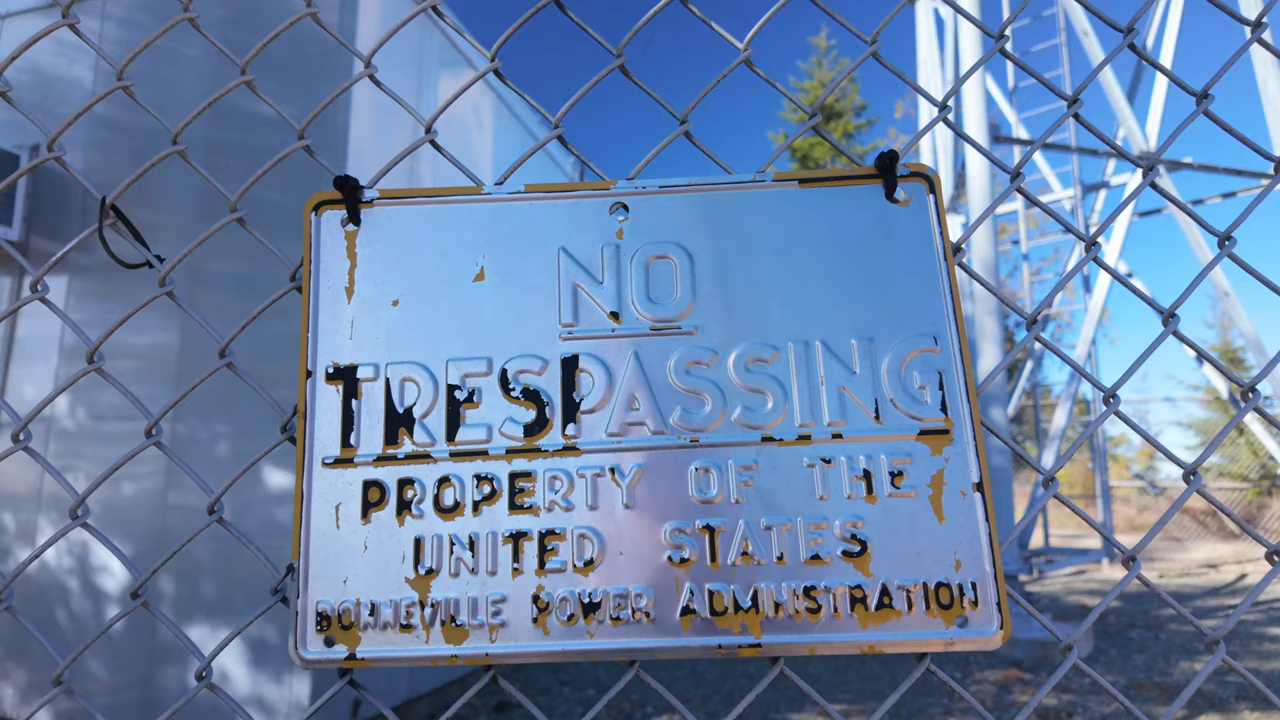 NO
TRESPASSING
PROPERTY OF THE
UNITED STATES
BONNEVILLE POWER ADMINISTRATION